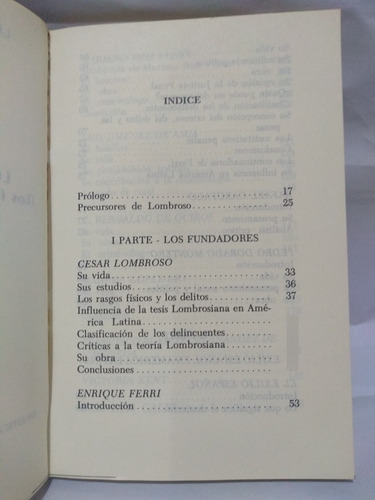 INDICE
Prólogo 17
Precursores de Lombroso 25
I PARTE - LOS FUNDADORES
CESAR LOMBROSO
Su vida 33
Sus estudios 36
Los rasgos físicos y los delitos 37
Influencia de la tesis Lombrosiana en Amé-
rica Latina
Clasificación de los delincuentes
Críticas a la teoría Lombrosiana
Su obra
Conclusiones
ENRIQUE FERRI
Introducción 53